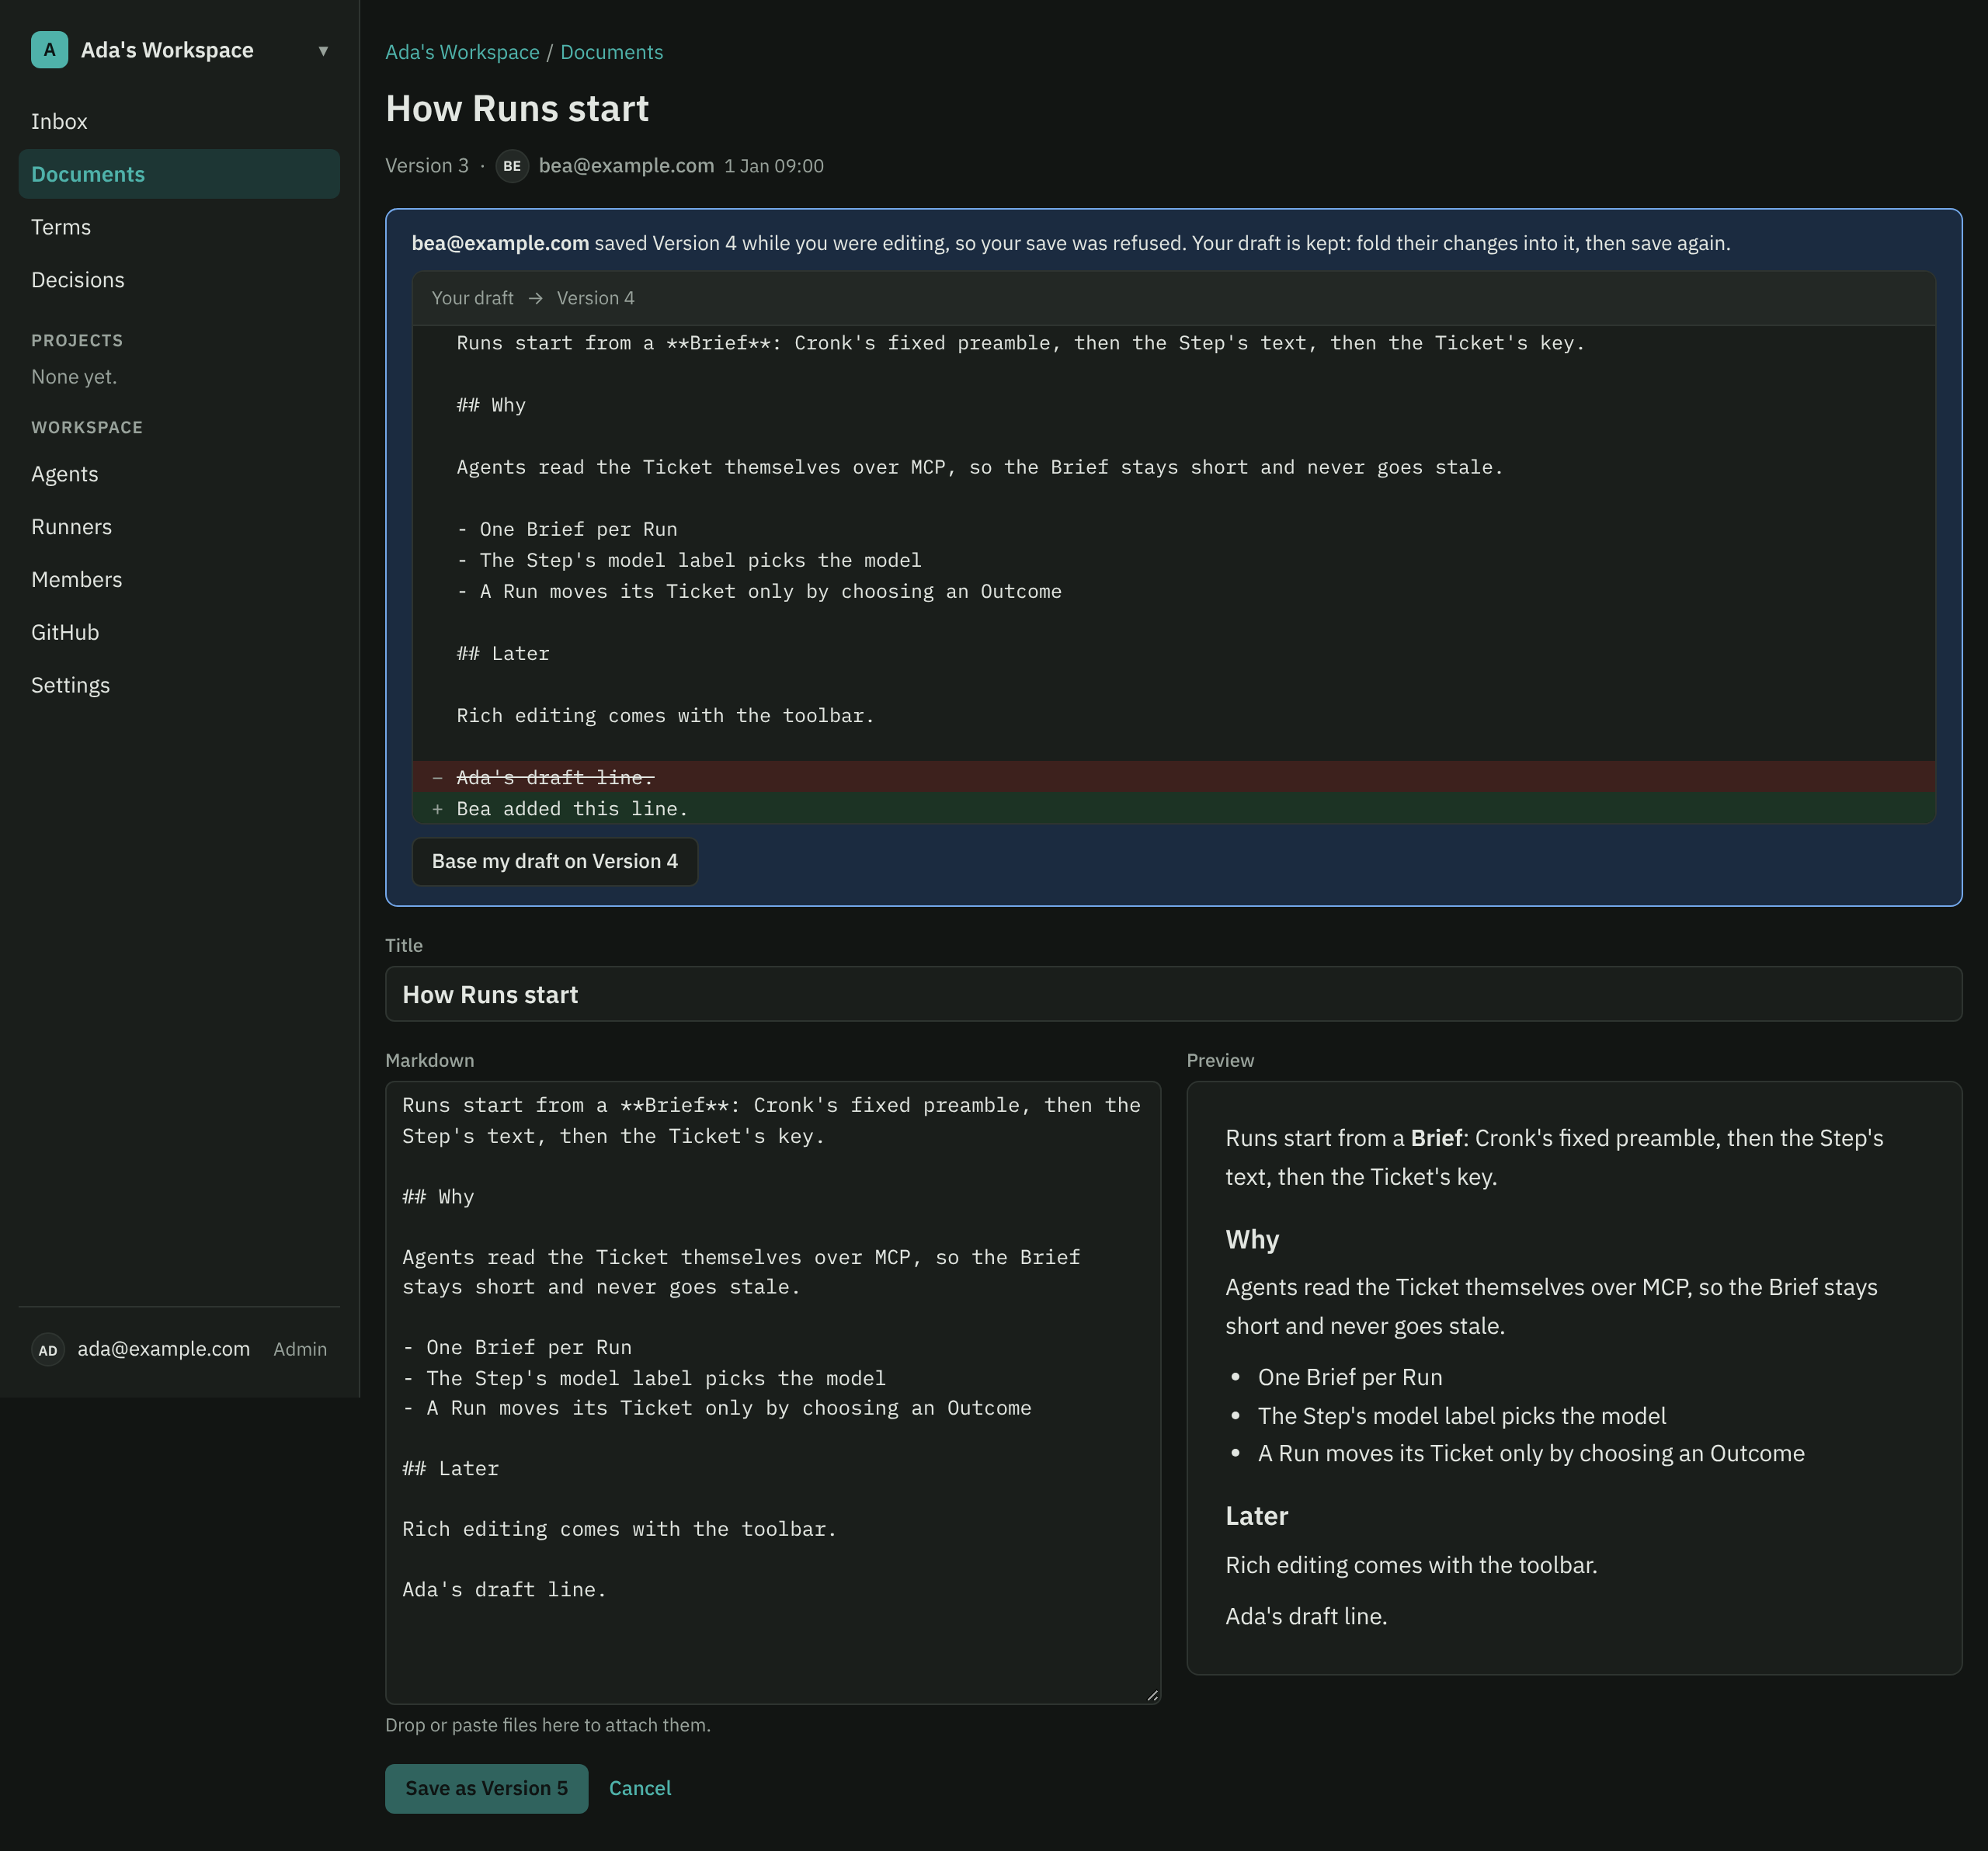 A Ada's Workspace ▼
Inbox
Documents
Terms
Decisions
PROJECTS
None yet.
WORKSPACE
Agents
Runners
Members
GitHub
Settings
AD ada@example.com Admin
Ada's Workspace / Documents
How Runs start
Version 3 · BE bea@example.com 1 Jan 09:00
bea@example.com saved Version 4 while you were editing, so your save was refused. Your draft is kept: fold their changes into it, then save again.
Your draft → Version 4
Runs start from a **Brief**: Cronk's fixed preamble, then the Step's text, then the Ticket's key.
## Why
Agents read the Ticket themselves over MCP, so the Brief stays short and never goes stale.
- One Brief per Run
- The Step's model label picks the model
- A Run moves its Ticket only by choosing an Outcome
## Later
Rich editing comes with the toolbar.
− Ada's draft line.
+ Bea added this line.
Base my draft on Version 4
Title
How Runs start
Markdown
Runs start from a **Brief**: Cronk's fixed preamble, then the
Step's text, then the Ticket's key.
## Why
Agents read the Ticket themselves over MCP, so the Brief
stays short and never goes stale.
- One Brief per Run
- The Step's model label picks the model
- A Run moves its Ticket only by choosing an Outcome
## Later
Rich editing comes with the toolbar.
Ada's draft line.
Drop or paste files here to attach them.
Preview
Runs start from a Brief: Cronk's fixed preamble, then the Step's
text, then the Ticket's key.
Why
Agents read the Ticket themselves over MCP, so the Brief stays
short and never goes stale.
• One Brief per Run
• The Step's model label picks the model
• A Run moves its Ticket only by choosing an Outcome
Later
Rich editing comes with the toolbar.
Ada's draft line.
Save as Version 5 Cancel